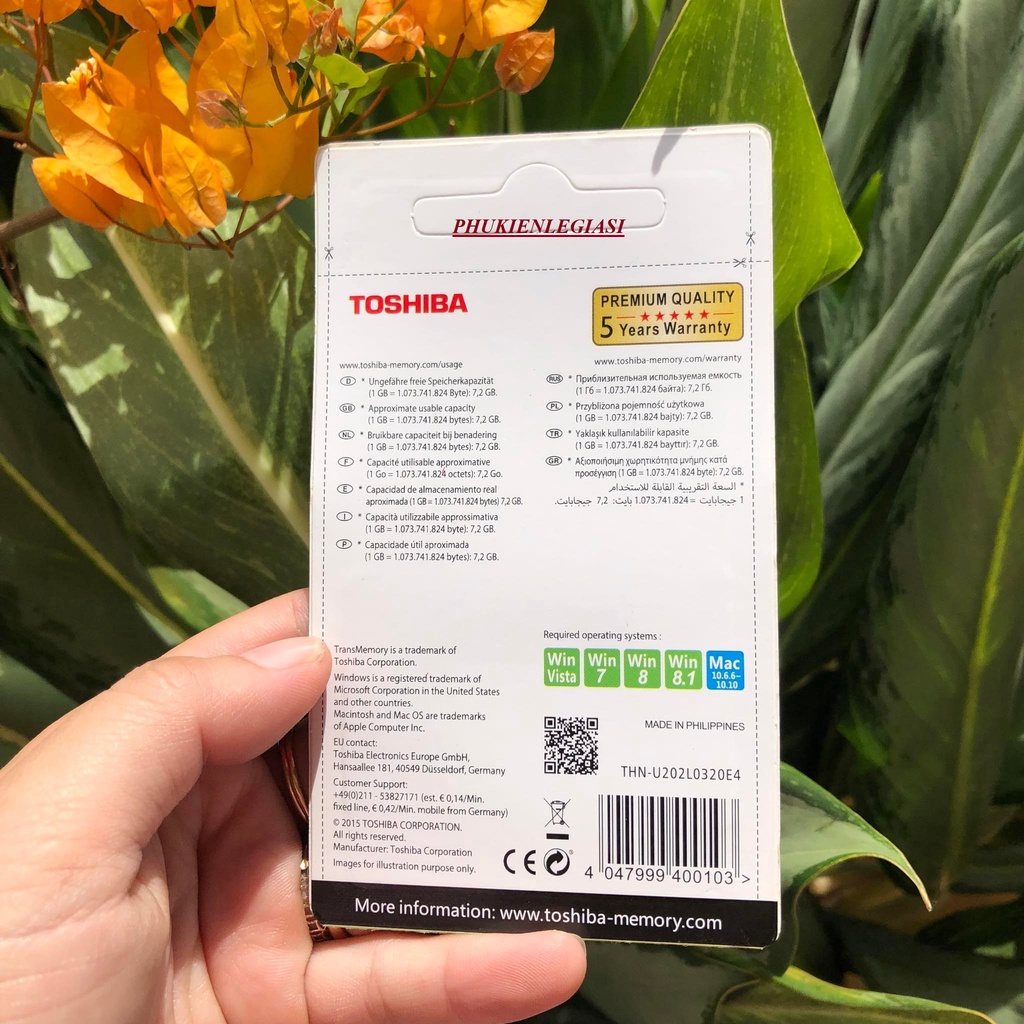 PHUKIENLEGIASI
TOSHIBA
PREMIUM QUALITY
5 Years Warranty
www.toshiba-memory.com/usage
D * Ungefähre freie Speicherkapazität
(1 GB = 1.073.741.824 Byte): 7,2 GB.
GB * Approximate usable capacity
(1 GB = 1.073.741.824 bytes): 7,2 GB.
NL * Bruikbare capaciteit bij benadering
(1 GB = 1.073.741.824 bytes): 7,2 GB.
F * Capacité utilisable approximative
(1 Go = 1.073.741.824 octets): 7,2 Go.
E * Capacidad de almacenamiento real
aproximada (1 GB = 1.073.741.824 bytes) 7,2 GB.
I * Capacità utilizzabile approssimativa
(1 GB = 1.073.741.824 byte): 7,2 GB.
P * Capacidade útil aproximada
(1 GB = 1.073.741.824 bytes): 7,2 GB.
www.toshiba-memory.com/warranty
RUS * Приблизительная используемая емкость
(1 Гб = 1.073.741.824 байта): 7,2 Гб.
PL * Przybliżona pojemność użytkowa
(1 GB = 1.073.741.824 bajty): 7,2 GB.
TR * Yaklaşık kullanılabilir kapasite
(1 GB = 1.073.741.824 bayttır): 7,2 GB.
GR * Αξιοποιήσιμη χωρητικότητα μνήμης κατά
προσέγγιση (1 GB = 1.073.741.824 byte): 7,2 GB.
* السعة التقريبية القابلة للاستخدام
1 جيجابايت = 1.073.741.824 بايت: 7,2 جيجابايت.
TransMemory is a trademark of
Toshiba Corporation.
Windows is a registered trademark of
Microsoft Corporation in the United States
and other countries.
Macintosh and Mac OS are trademarks
of Apple Computer Inc.
EU contact:
Toshiba Electronics Europe GmbH,
Hansaallee 181, 40549 Düsseldorf, Germany
Customer Support:
+49(0)211 - 53827171 (est. € 0,14/Min.
fixed line, € 0,42/Min. mobile from Germany)
© 2015 TOSHIBA CORPORATION.
All rights reserved.
Manufacturer: Toshiba Corporation
Images for illustration purpose only.
Required operating systems :
Win Vista
Win 7
Win 8
Win 8.1
Mac 10.6.6–10.10
MADE IN PHILIPPINES
THN-U202L0320E4
CE
4 047999 400103 >
More information: www.toshiba-memory.com